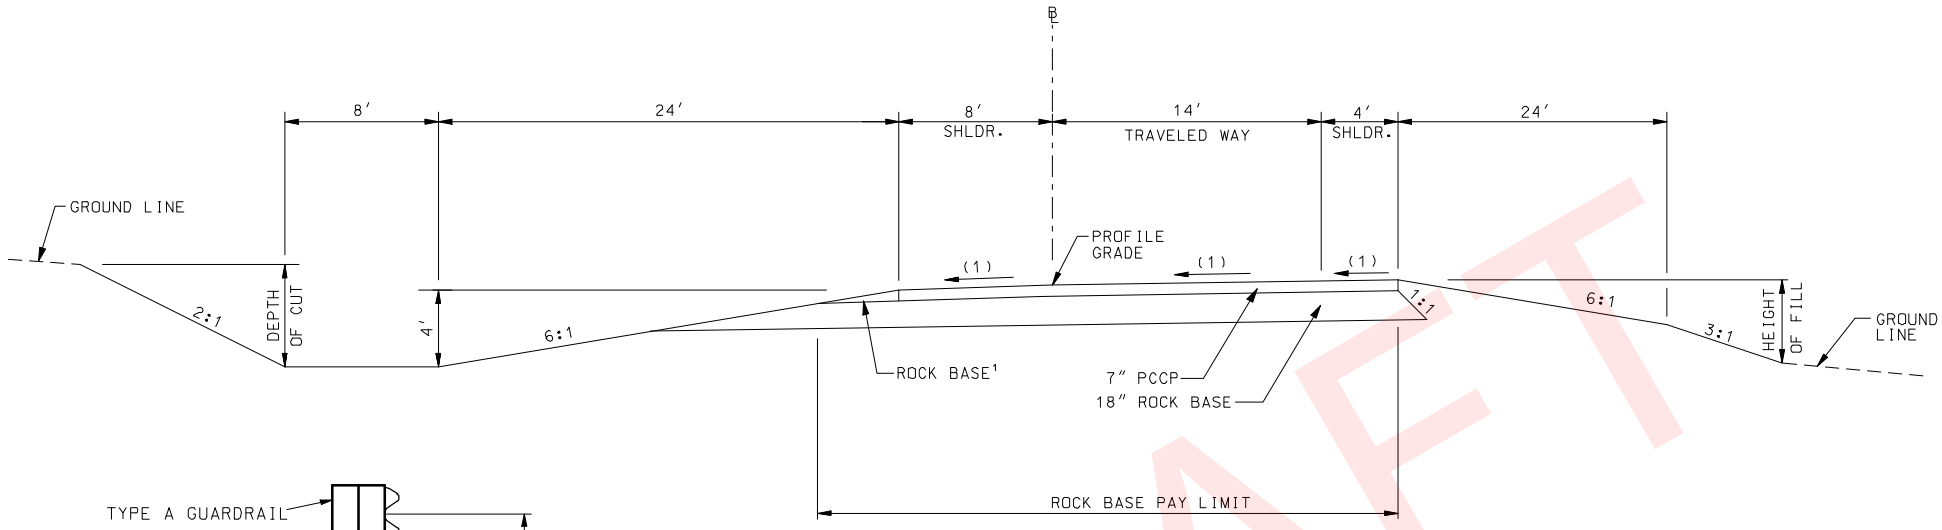 ℄
8'
24'
8'
SHLDR.
14'
TRAVELED WAY
4'
SHLDR.
24'
GROUND LINE
PROFILE
GRADE
(1)
(1)
(1)
2:1
DEPTH
OF CUT
4'
6:1
1:1
6:1
3:1
HEIGHT
OF FILL
GROUND
LINE
ROCK BASE¹
7" PCCP
18" ROCK BASE
ROCK BASE PAY LIMIT
TYPE A GUARDRAIL
AFT